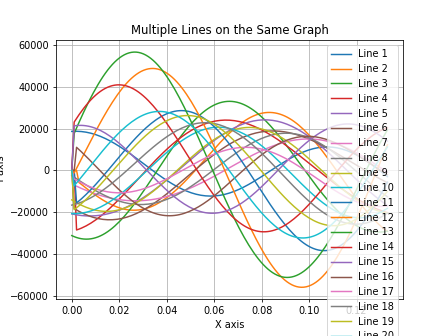 Multiple Lines on the Same Graph
60000
40000
20000
0
−20000
−40000
−60000
axis
0.00
0.02
0.04
0.06
0.08
0.10
X axis
Line 1
Line 2
Line 3
Line 4
Line 5
Line 6
Line 7
Line 8
Line 9
Line 10
Line 11
Line 12
Line 13
Line 14
Line 15
Line 16
Line 17
Line 18
Line 19
Line 20